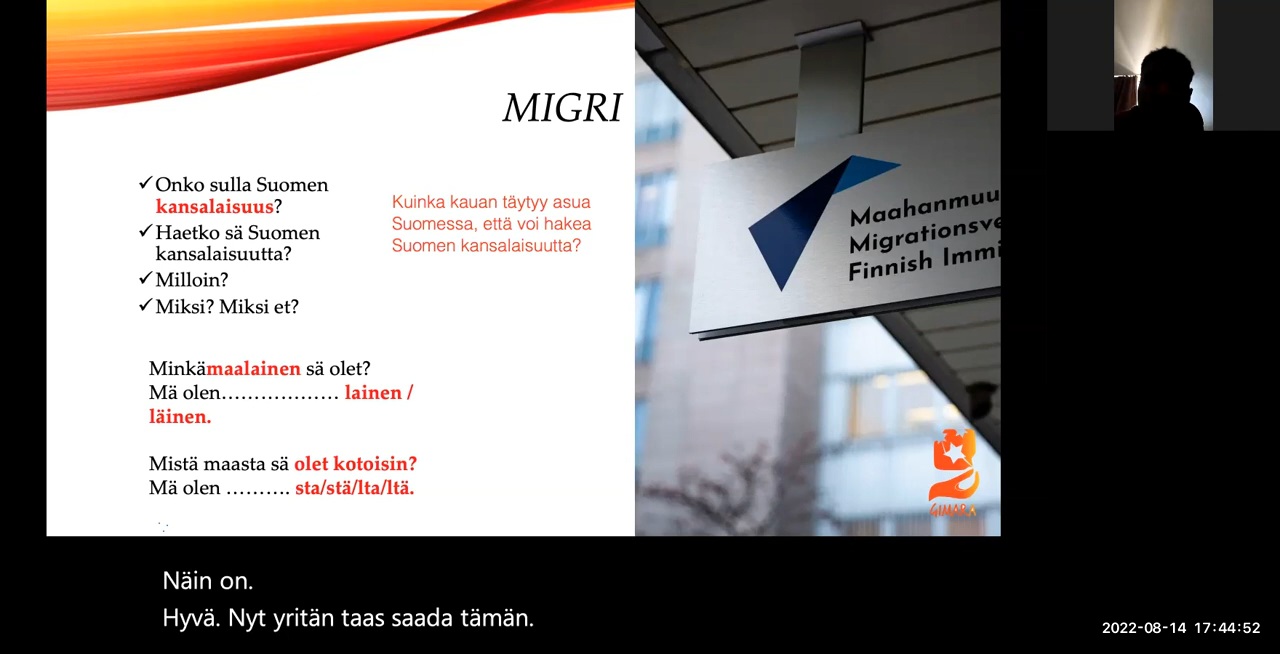 MIGRI
✓Onko sulla Suomen
kansalaisuus?
✓Haetko sä Suomen
kansalaisuutta?
✓Milloin?
✓Miksi? Miksi et?
Kuinka kauan täytyy asua
Suomessa, että voi hakea
Suomen kansalaisuutta?
Minkämaalainen sä olet?
Mä olen……………… lainen /
läinen.
Mistä maasta sä olet kotoisin?
Mä olen ………. sta/stä/lta/ltä.
Maahanmuu
Migrationsve
Finnish Immi
GIMARA
Näin on.
Hyvä. Nyt yritän taas saada tämän.
2022-08-14 17:44:52